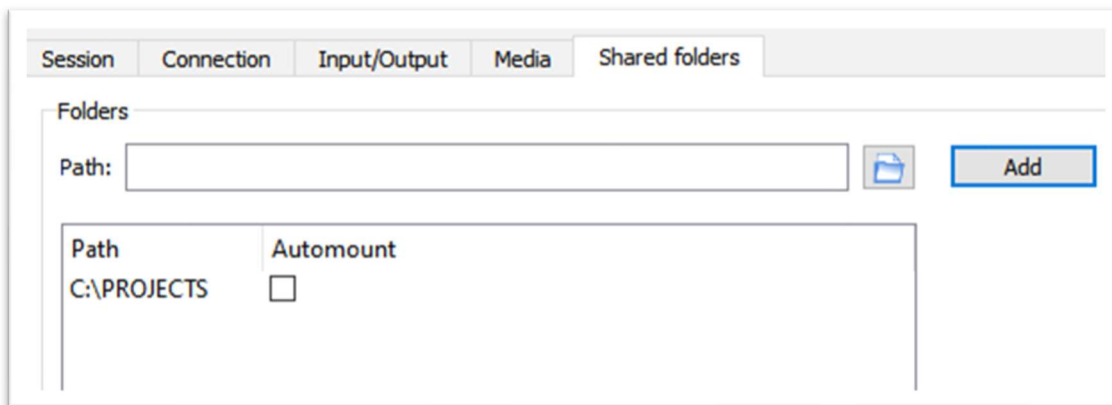 Session Connection Input/Output Media Shared folders
Folders
Path: Add
Path Automount
C:\PROJECTS